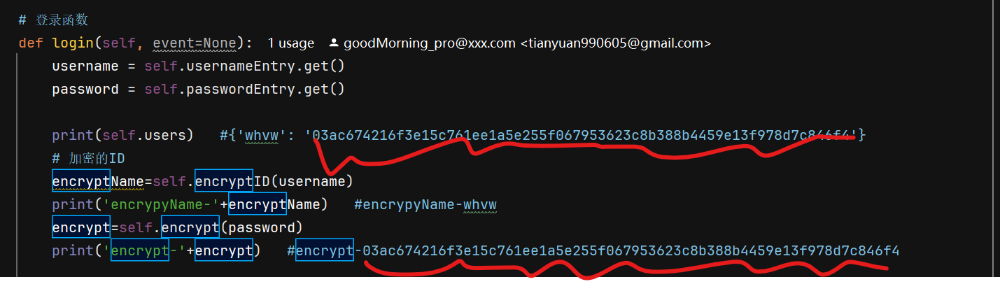 # 登录函数
def login(self, event=None): 1 usage goodMorning_pro@xxx.com <tianyuan990605@gmail.com>
username = self.usernameEntry.get()
password = self.passwordEntry.get()
print(self.users) #{'whvw': '03ac674216f3e15c761ee1a5e255f067953623c8b388b4459e13f978d7c846f4'}
# 加密的ID
encryptName=self.encryptID(username)
print('encrypyName-'+encryptName) #encrypyName-whvw
encrypt=self.encrypt(password)
print('encrypt-'+encrypt) #encrypt-03ac674216f3e15c761ee1a5e255f067953623c8b388b4459e13f978d7c846f4